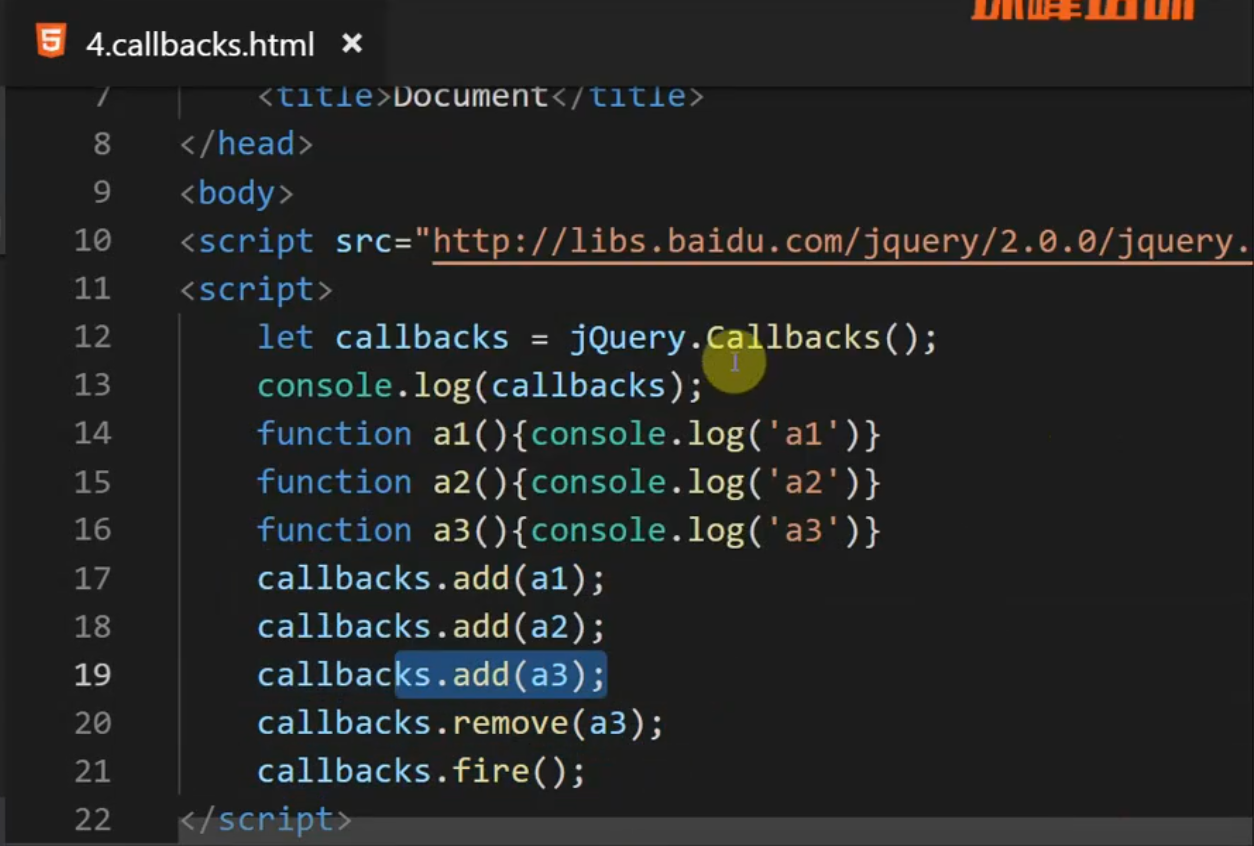 4.callbacks.html ×
7 <title>Document</title>
8 </head>
9 <body>
10 <script src="http://libs.baidu.com/jquery/2.0.0/jquery.
11 <script>
12 let callbacks = jQuery.Callbacks();
13 console.log(callbacks);
14 function a1(){console.log('a1')}
15 function a2(){console.log('a2')}
16 function a3(){console.log('a3')}
17 callbacks.add(a1);
18 callbacks.add(a2);
19 callbacks.add(a3);
20 callbacks.remove(a3);
21 callbacks.fire();
22 </script>